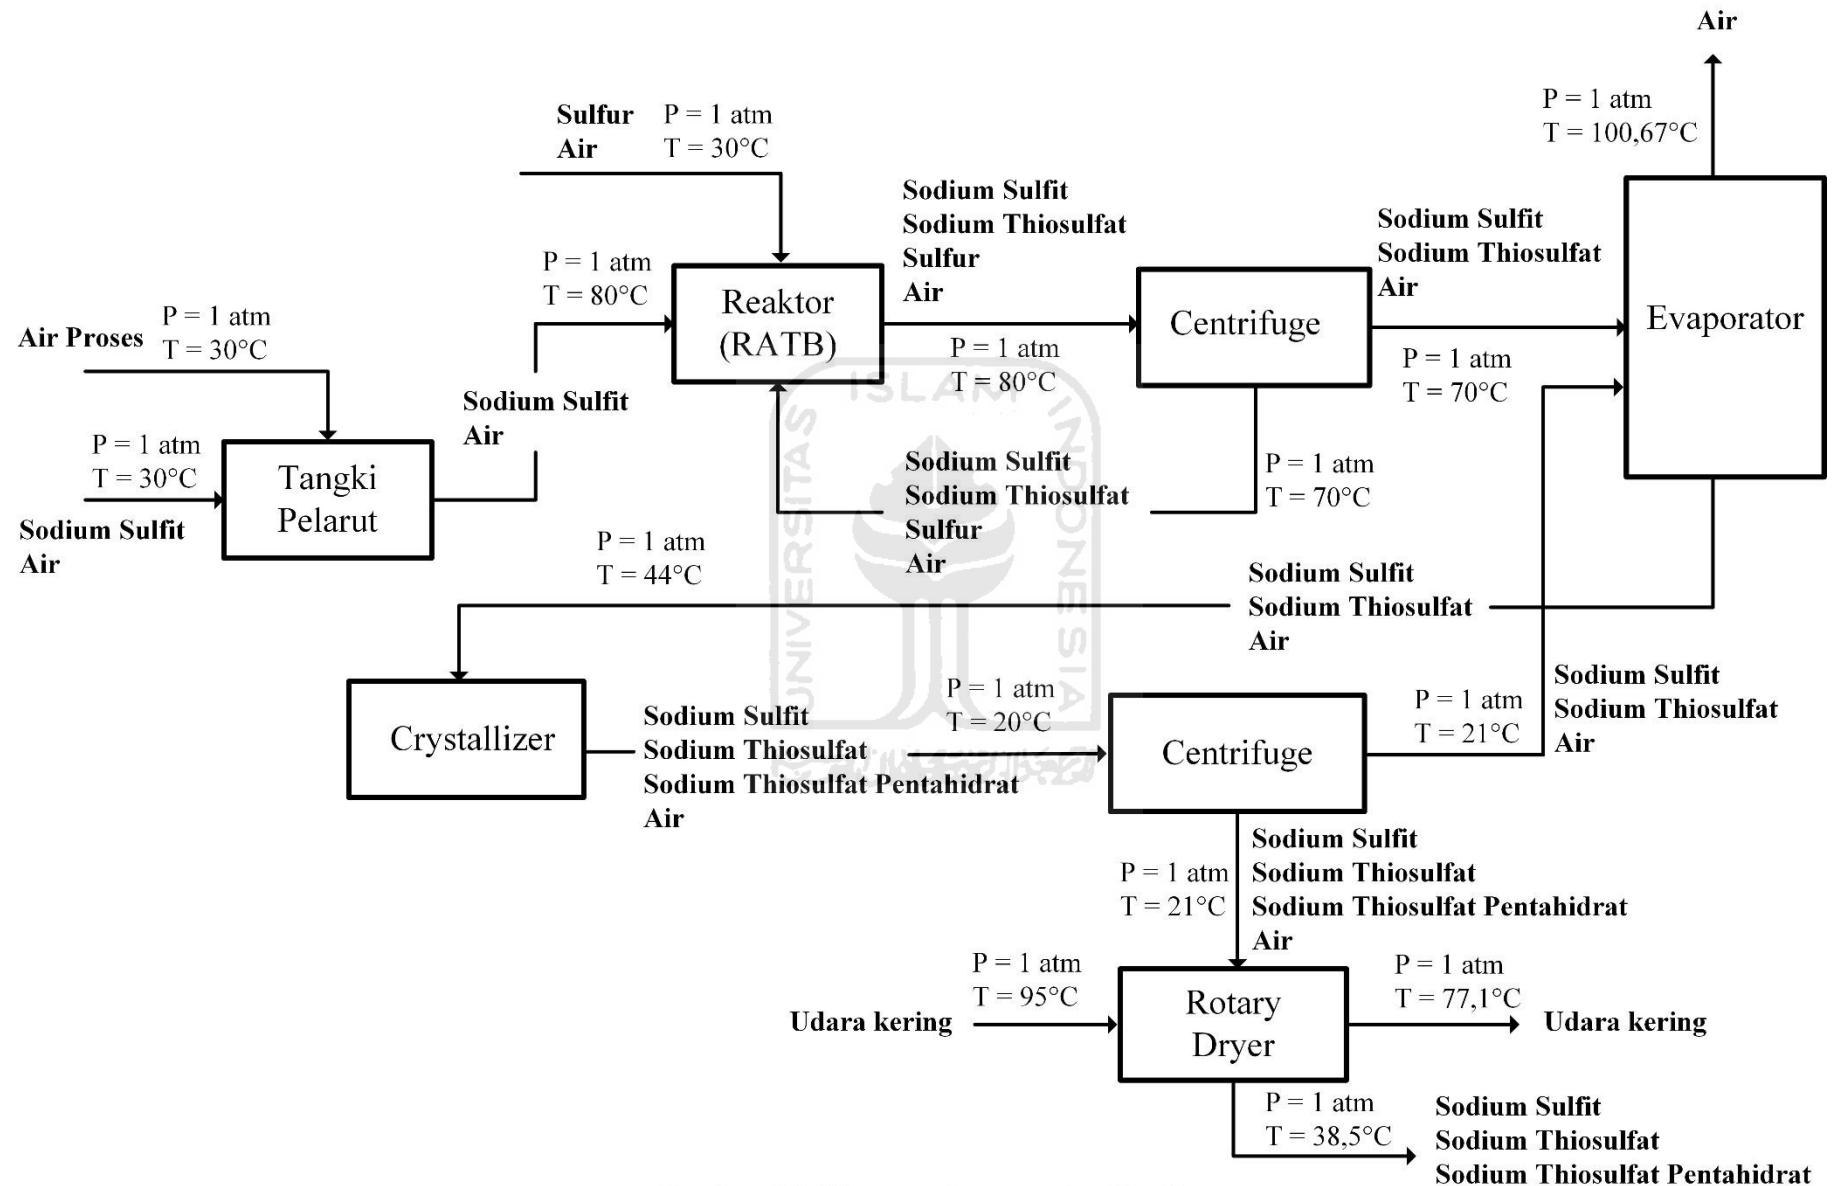 Air
P = 1 atm
T = 100,67°C
Sulfur
Air
P = 1 atm
T = 30°C
Sodium Sulfit
Sodium Thiosulfat
Sulfur
Air
Sodium Sulfit
Sodium Thiosulfat
Air
P = 1 atm
T = 80°C
Reaktor
(RATB)
Centrifuge
Evaporator
Air Proses
P = 1 atm
T = 30°C
P = 1 atm
T = 80°C
P = 1 atm
T = 70°C
Sodium Sulfit
Air
P = 1 atm
T = 30°C
Sodium Sulfit
Air
Tangki
Pelarut
Sodium Sulfit
Sodium Thiosulfat
Sulfur
Air
P = 1 atm
T = 70°C
P = 1 atm
T = 44°C
Sodium Sulfit
Sodium Thiosulfat
Air
Crystallizer
Sodium Sulfit
Sodium Thiosulfat
Sodium Thiosulfat Pentahidrat
Air
P = 1 atm
T = 20°C
Centrifuge
P = 1 atm
T = 21°C
Sodium Sulfit
Sodium Thiosulfat
Air
P = 1 atm
T = 21°C
Sodium Sulfit
Sodium Thiosulfat
Sodium Thiosulfat Pentahidrat
Air
Udara kering
P = 1 atm
T = 95°C
Rotary
Dryer
P = 1 atm
T = 77,1°C
Udara kering
P = 1 atm
T = 38,5°C
Sodium Sulfit
Sodium Thiosulfat
Sodium Thiosulfat Pentahidrat
UNIVERSITAS
ISLAM
INDONESIA